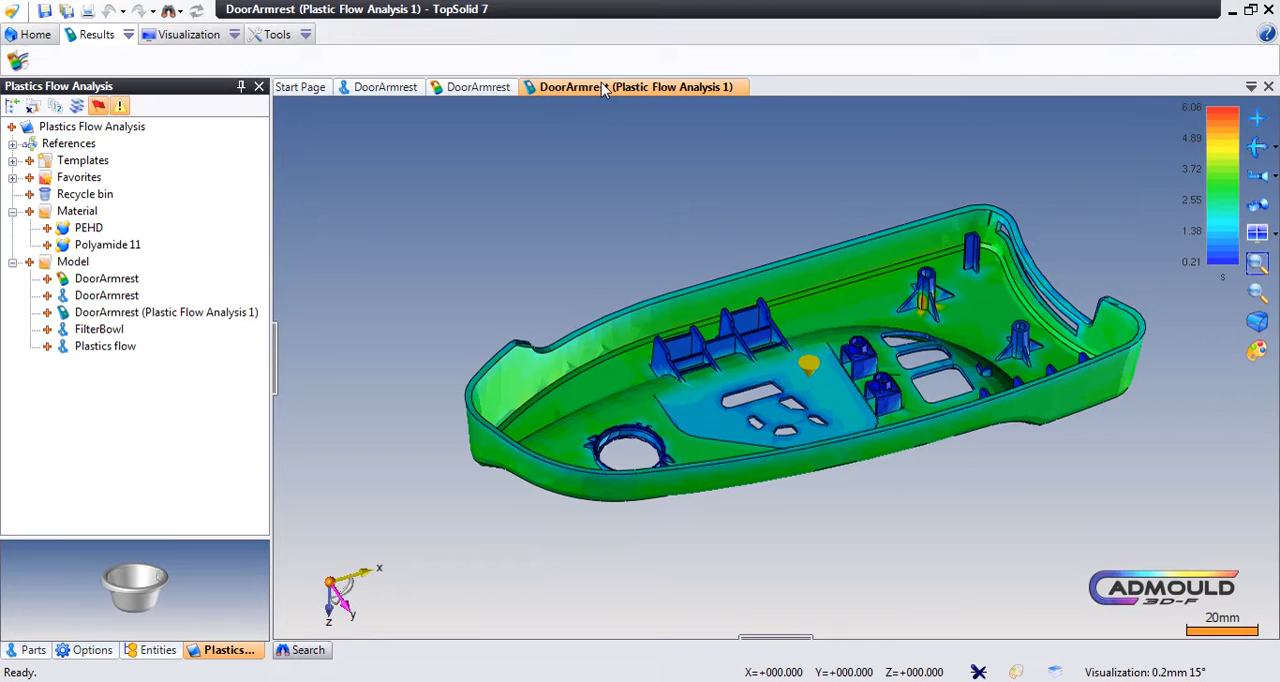 DoorArmrest (Plastic Flow Analysis 1) - TopSolid 7
Home Results Visualization Tools
Plastics Flow Analysis
Start Page DoorArmrest DoorArmrest DoorArmrest (Plastic Flow Analysis 1)
Plastics Flow Analysis
References
Templates
Favorites
Recycle bin
Material
PEHD
Polyamide 11
Model
DoorArmrest
DoorArmrest
DoorArmrest (Plastic Flow Analysis 1)
FilterBowl
Plastics flow
6.06
4.89
3.72
2.55
1.38
0.21
s
x
y
z
CADMOULD
3D-F
20mm
Parts Options Entities Plastics... Search
Ready. X=+000.000 Y=+000.000 Z=+000.000 Visualization: 0.2mm 15°